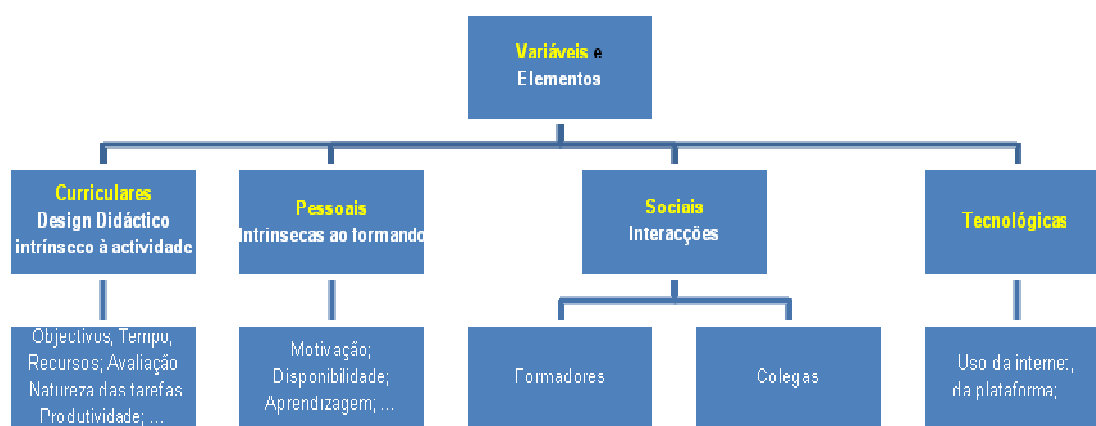 Variáveis e
Elementos
Curriculares
Design Didáctico
intrínseco à actividade
Pessoais
Intrínsecas ao formando
Sociais
Interacções
Tecnológicas
Objectivos, Tempo,
Recursos; Avaliação
Natureza das tarefas
Produtividade; ...
Motivação;
Disponibilidade;
Aprendizagem; ...
Formadores
Colegas
Uso da internet,
da plataforma;